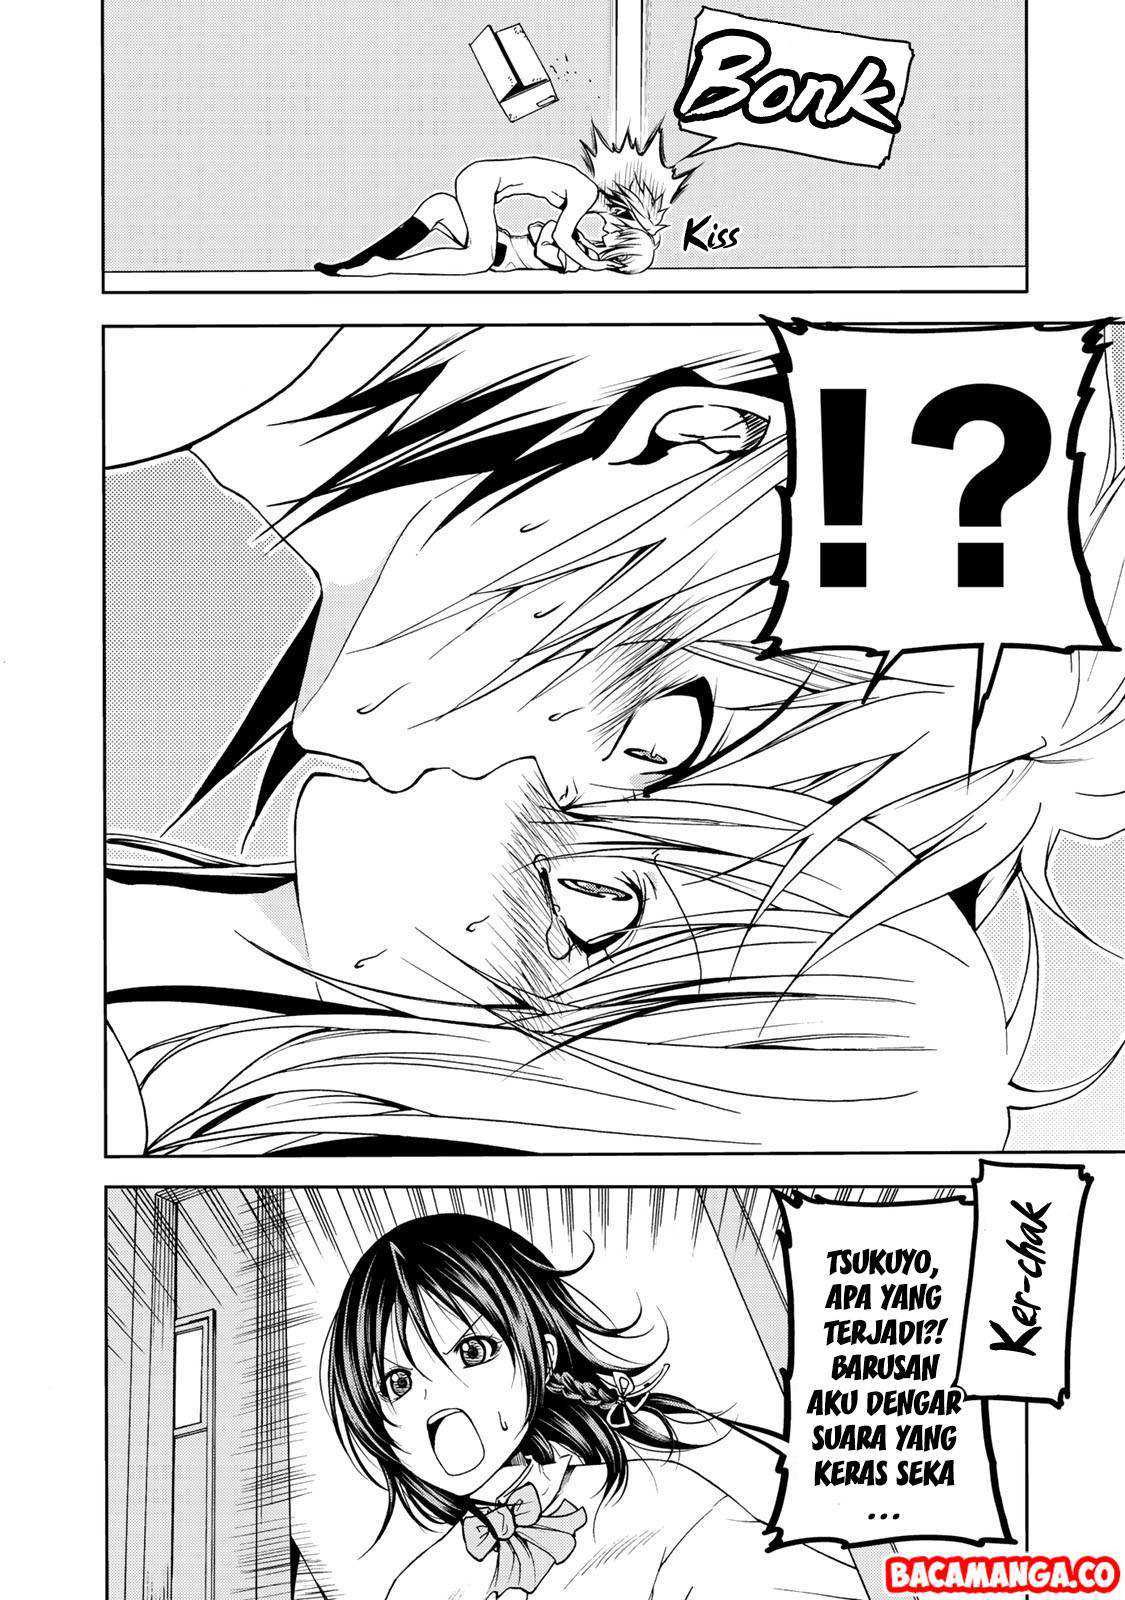 Bonk
Kiss
!?
Ker-chak
TSUKUYO,
APA YANG
TERJADI?!
BARUSAN
AKU DENGAR
SUARA YANG
KERAS SEKA
...
BACAMANGA.CO